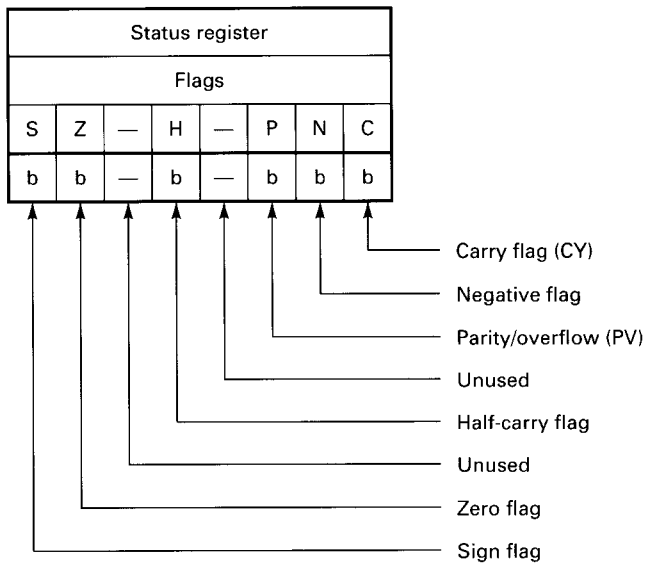 Status register
Flags
S Z — H — P N C
b b — b — b b b
Carry flag (CY)
Negative flag
Parity/overflow (PV)
Unused
Half-carry flag
Unused
Zero flag
Sign flag